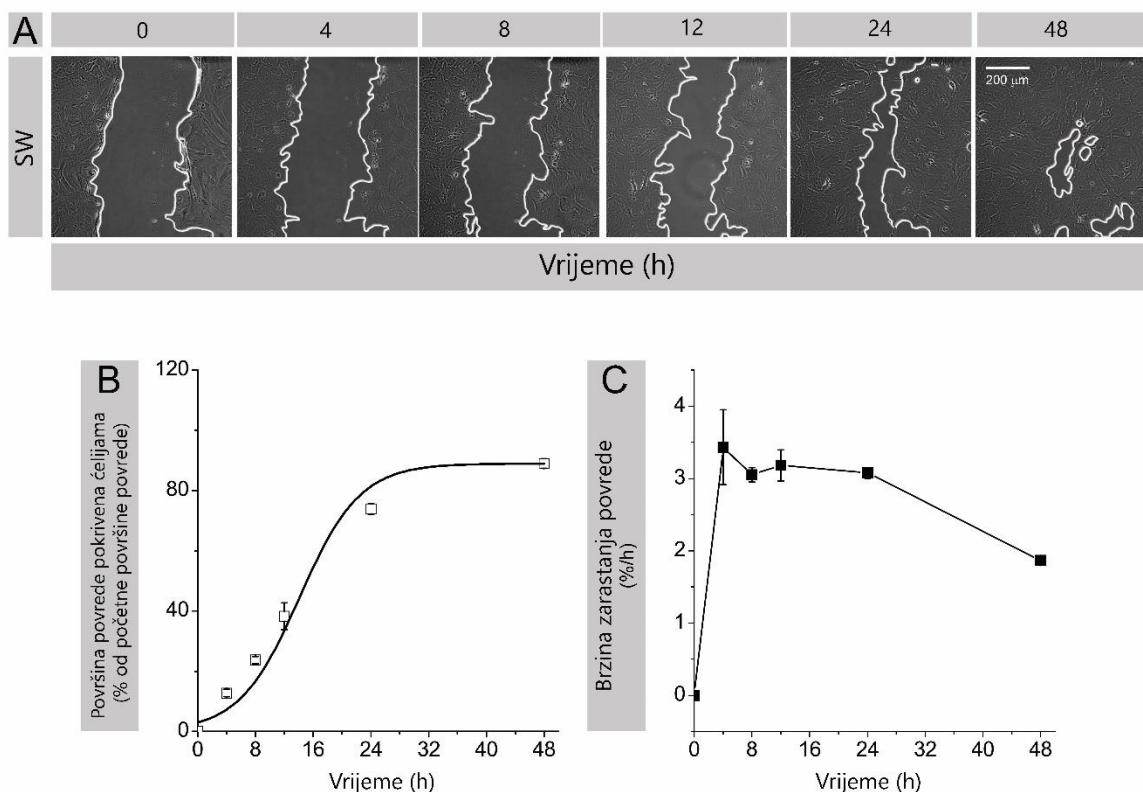 A
0 4 8 12 24 48
SW
200 µm
Vrijeme (h)
B
Površina povrede pokrivena ćelijama
(% od početne površine povrede)
120
80
40
0
0 8 16 24 32 40 48
Vrijeme (h)
C
Brzina zarastanja povrede
(%/h)
4
3
2
1
0
0 8 16 24 32 40 48
Vrijeme (h)